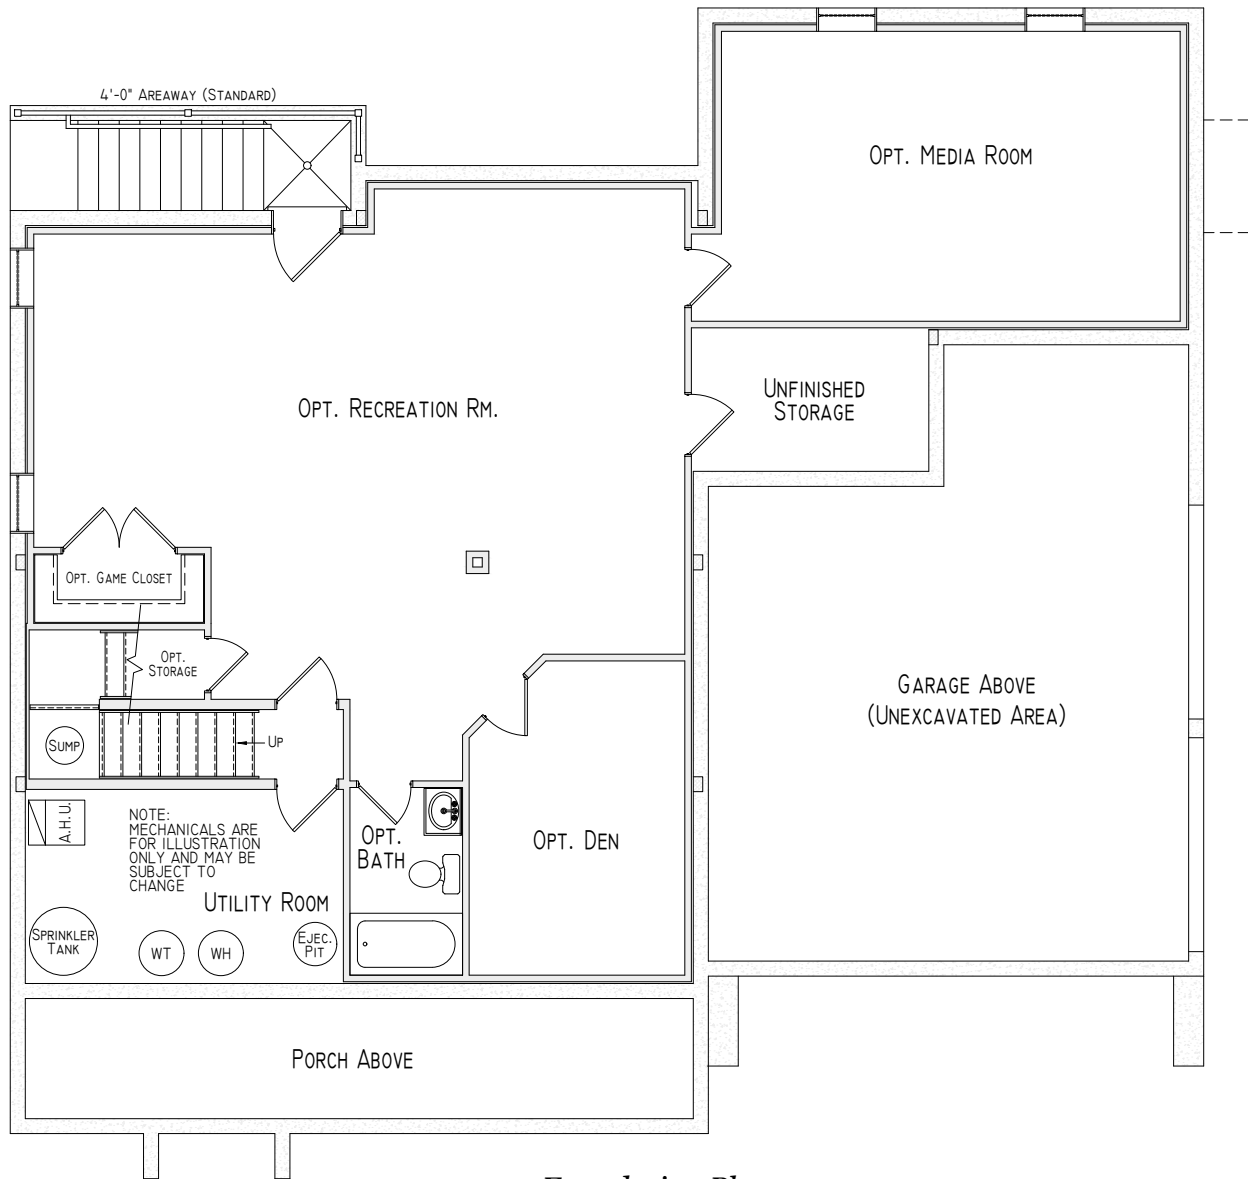 4'-0" AREAWAY (STANDARD)
OPT. MEDIA ROOM
UNFINISHED
STORAGE
OPT. RECREATION RM.
OPT. GAME CLOSET
OPT.
STORAGE
GARAGE ABOVE
(UNEXCAVATED AREA)
SUMP
UP
A.H.U.
NOTE:
MECHANICALS ARE
FOR ILLUSTRATION
ONLY AND MAY BE
SUBJECT TO
CHANGE
OPT.
BATH
OPT. DEN
UTILITY ROOM
SPRINKLER
TANK
WT
WH
EJEC.
PIT
PORCH ABOVE